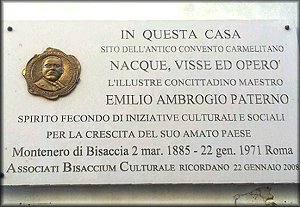 IN QUESTA CASA
SITO DELL'ANTICO CONVENTO CARMELITANO
NACQUE, VISSE ED OPERO'
L'ILLUSTRE CONCITTADINO MAESTRO
EMILIO AMBROGIO PATERNO
SPIRITO FECONDO DI INIZIATIVE CULTURALI E SOCIALI
PER LA CRESCITA DEL SUO AMATO PAESE
Montenero di Bisaccia 2 mar. 1885 - 22 gen. 1971 Roma
ASSOCIATI BISACCIUM CULTURALE RICORDANO 22 GENNAIO 2008